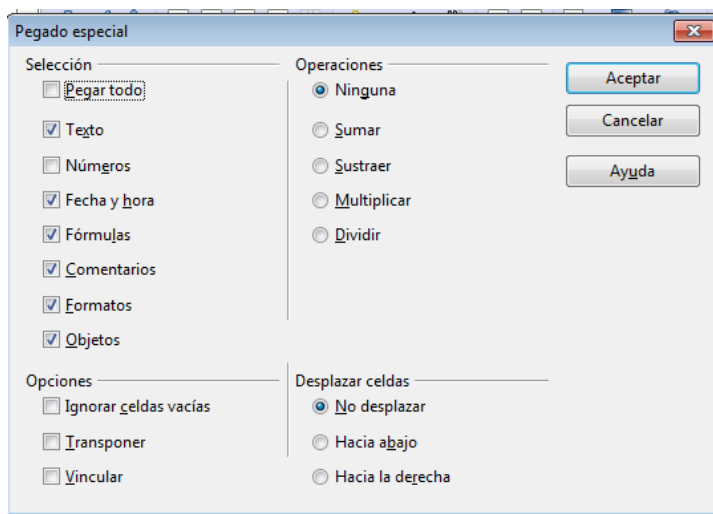 Pegado especial
Selección
Pegar todo
Texto
Números
Fecha y hora
Fórmulas
Comentarios
Formatos
Objetos
Operaciones
Ninguna
Sumar
Sustraer
Multiplicar
Dividir
Aceptar
Cancelar
Ayuda
Opciones
Ignorar celdas vacías
Transponer
Vincular
Desplazar celdas
No desplazar
Hacia abajo
Hacia la derecha